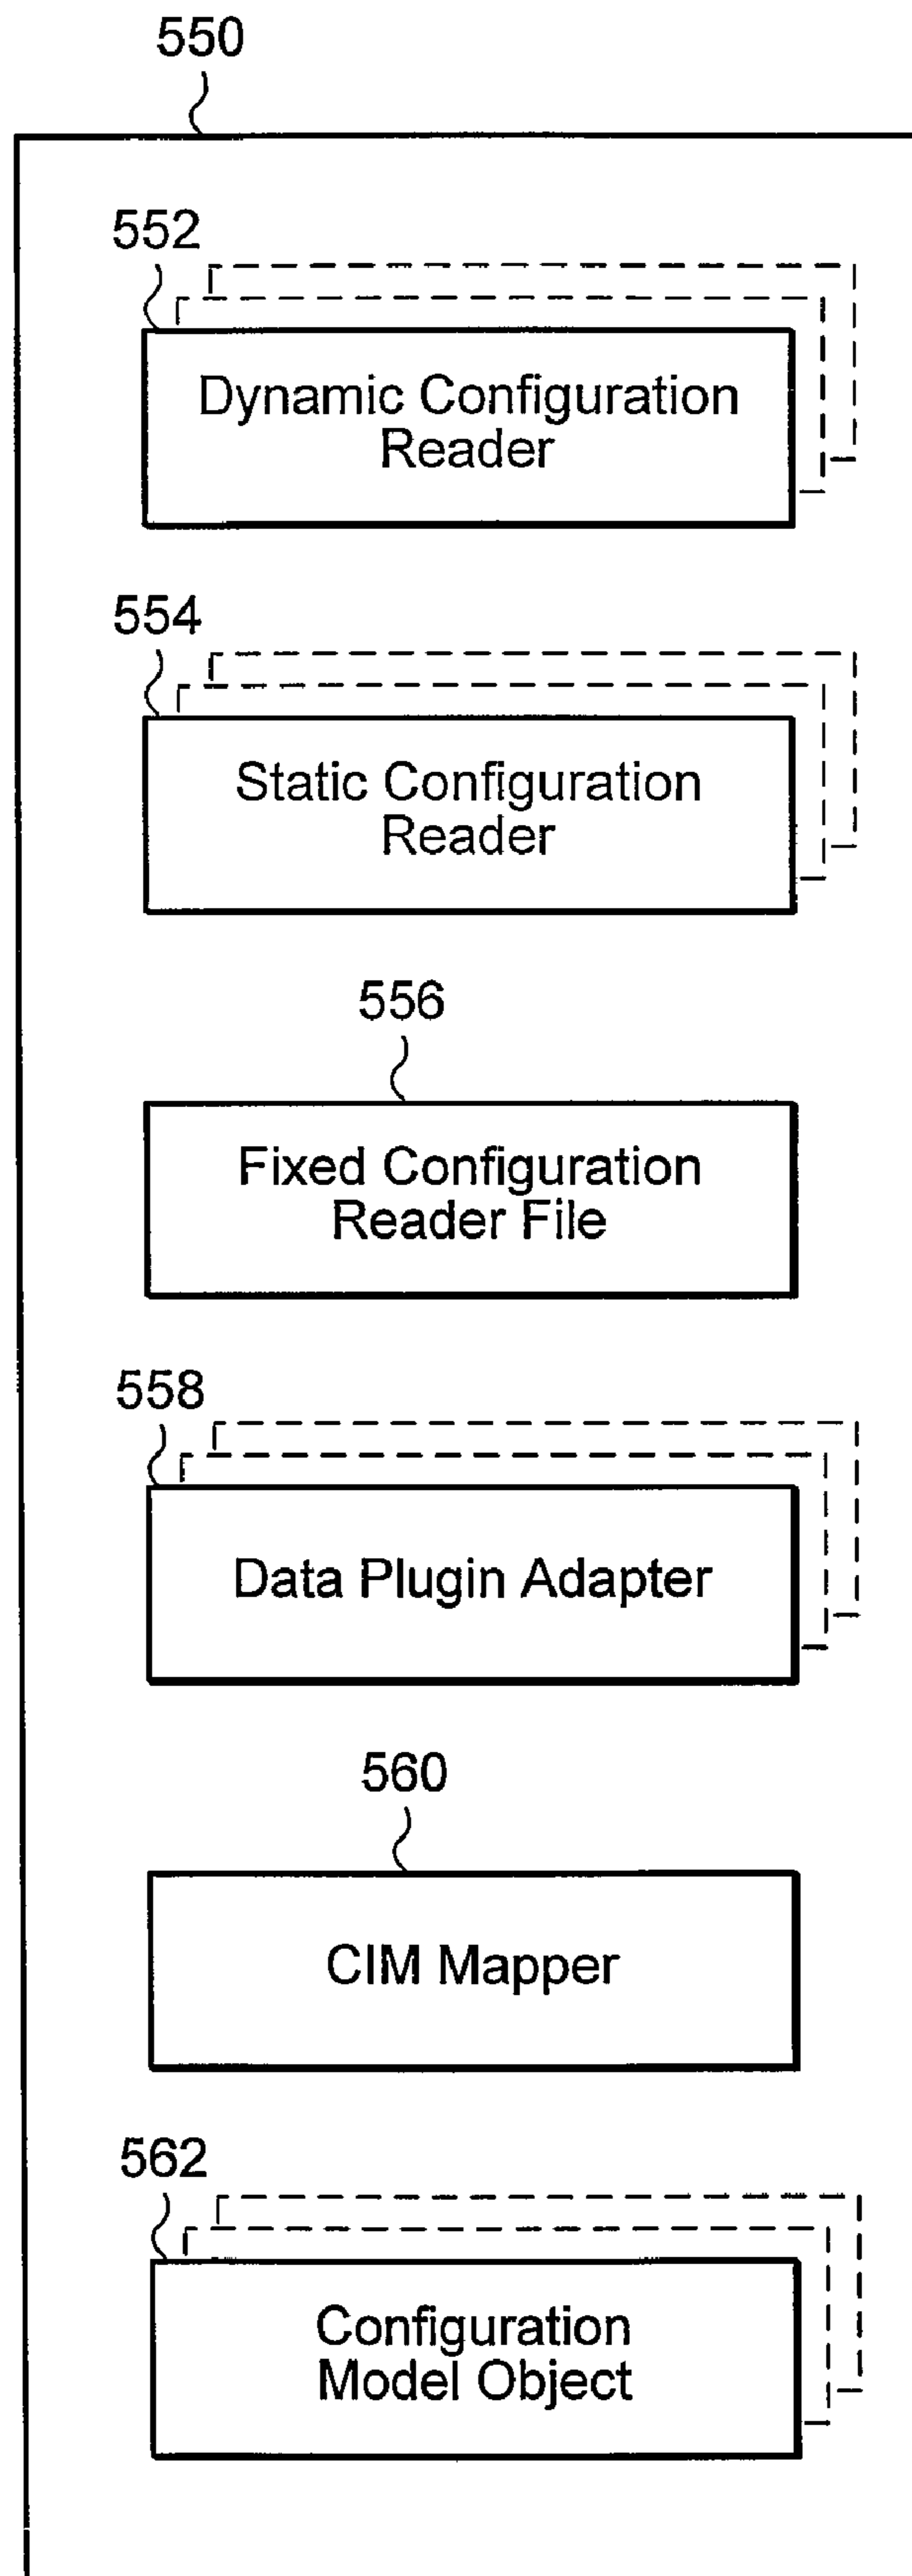 550
552
Dynamic Configuration
Reader
554
Static Configuration
Reader
556
Fixed Configuration
Reader File
558
Data Plugin Adapter
560
CIM Mapper
562
Configuration
Model Object